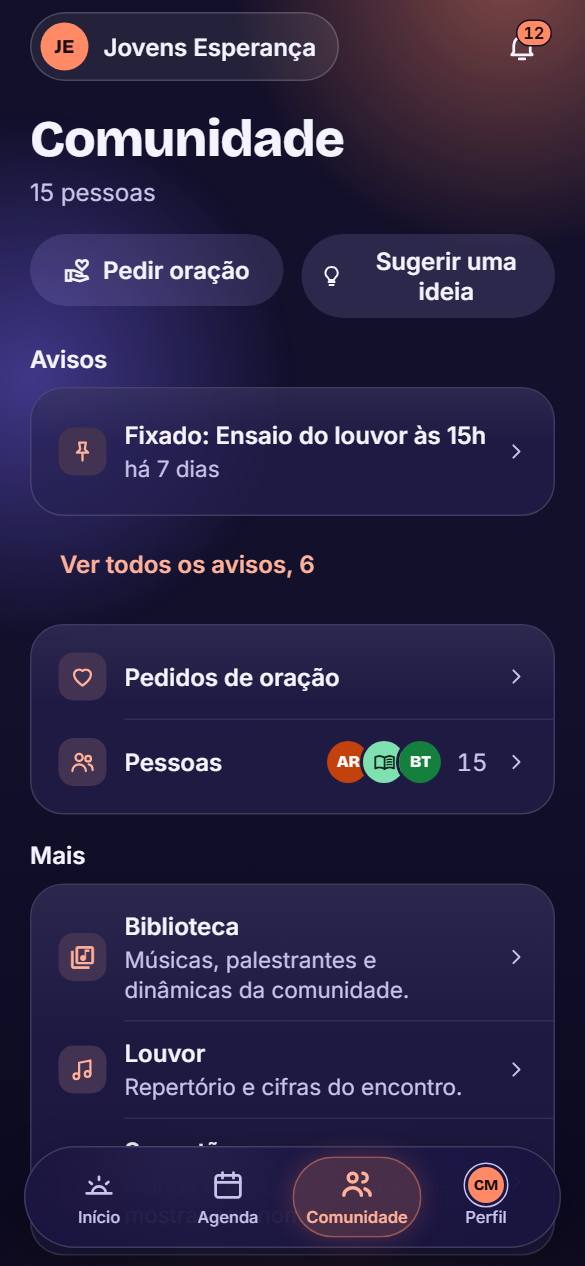 JE Jovens Esperança 12
Comunidade
15 pessoas
Pedir oração
Sugerir uma
ideia
Avisos
Fixado: Ensaio do louvor às 15h
há 7 dias
Ver todos os avisos, 6
Pedidos de oração
Pessoas AR BT 15
Mais
Biblioteca
Músicas, palestrantes e
dinâmicas da comunidade.
Louvor
Repertório e cifras do encontro.
CM
Início Agenda Comunidade Perfil